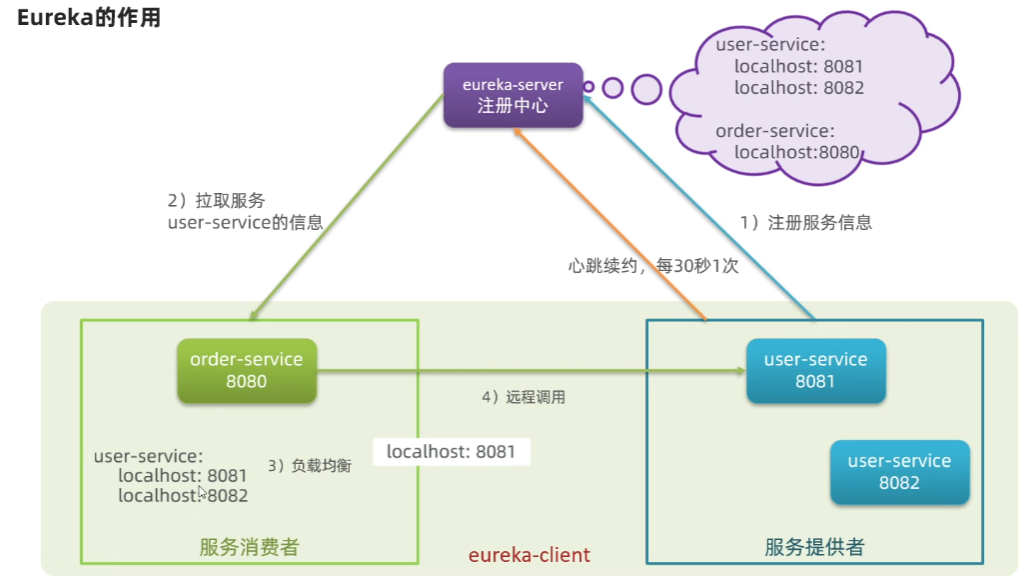 Eureka的作用
eureka-server
注册中心
user-service:
localhost: 8081
localhost: 8082
order-service:
localhost:8080
2）拉取服务
user-service的信息
1）注册服务信息
心跳续约，每30秒1次
order-service
8080
user-service
8081
4）远程调用
user-service:
localhost: 8081
localhost: 8082
3）负载均衡
localhost: 8081
user-service
8082
服务消费者
eureka-client
服务提供者